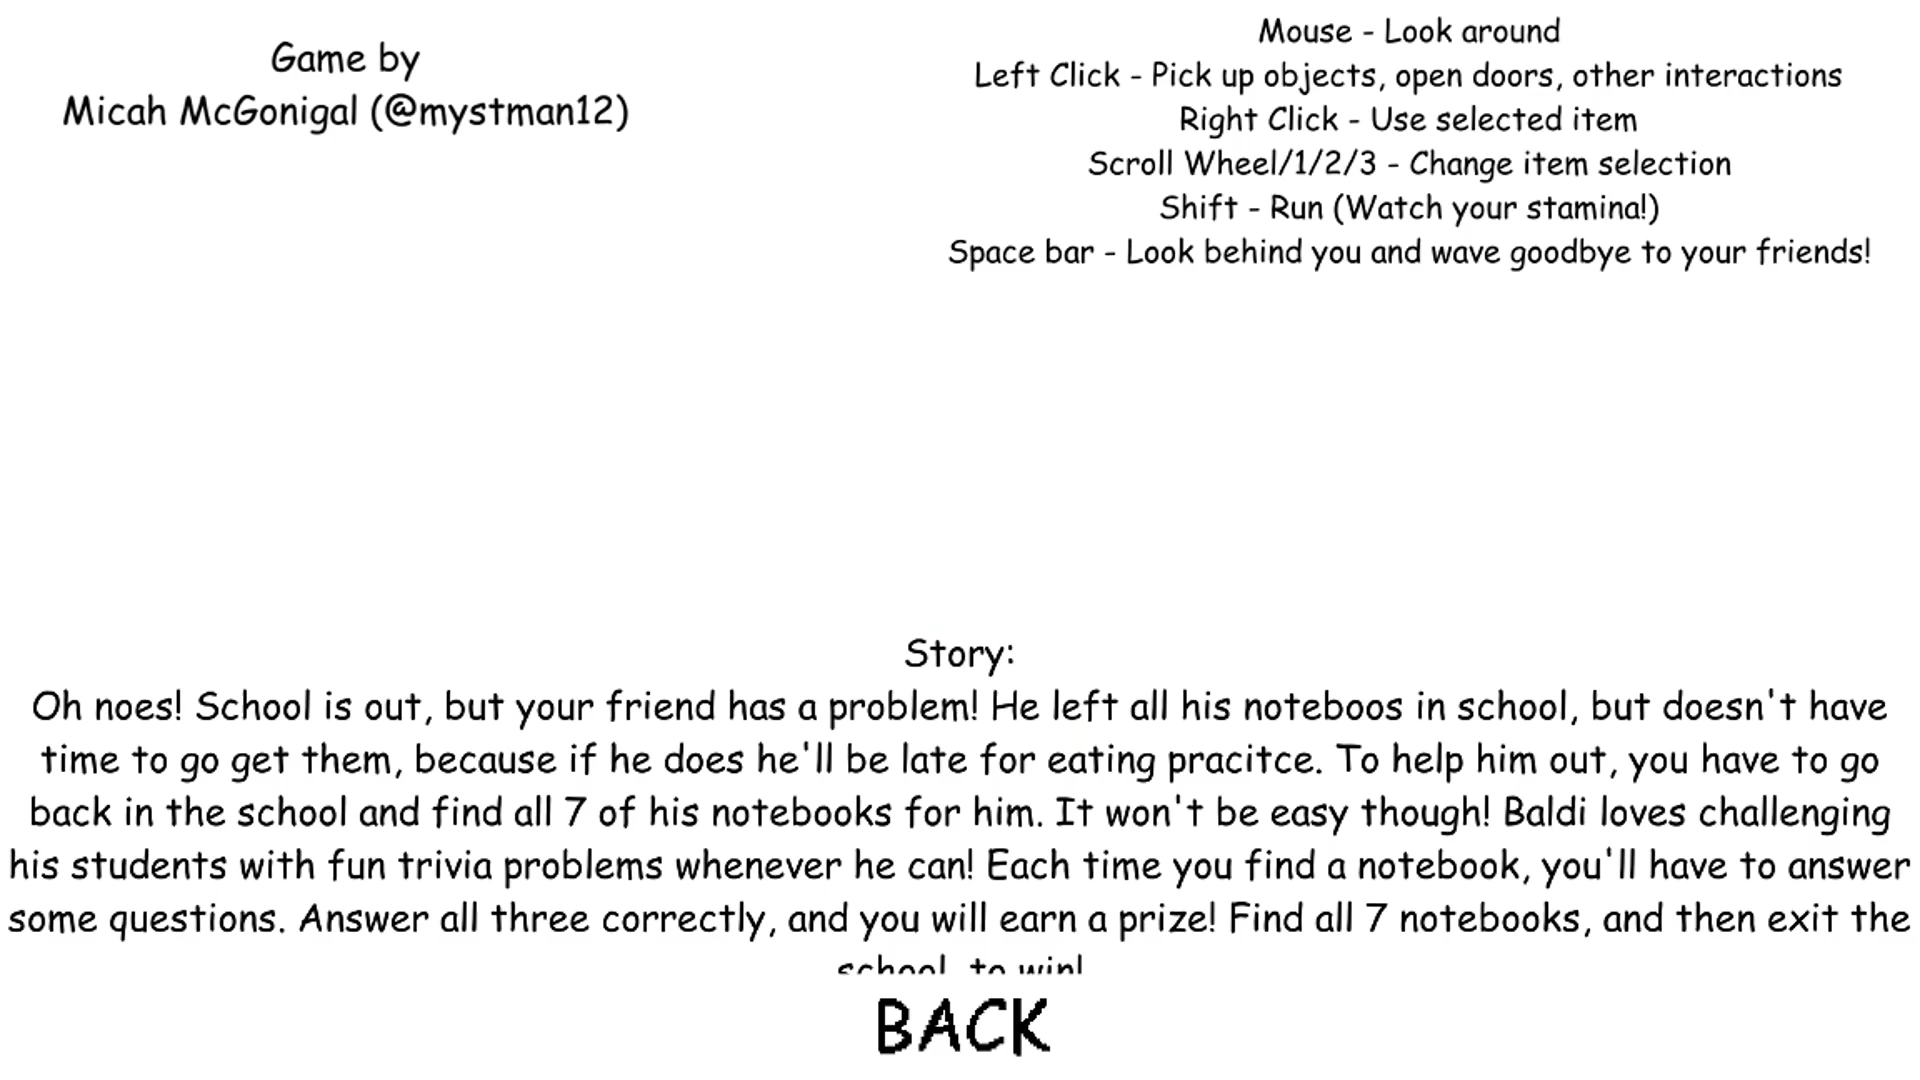 Game by
Micah McGonigal (@mystman12)
Mouse - Look around
Left Click - Pick up objects, open doors, other interactions
Right Click - Use selected item
Scroll Wheel/1/2/3 - Change item selection
Shift - Run (Watch your stamina!)
Space bar - Look behind you and wave goodbye to your friends!
Story:
Oh noes! School is out, but your friend has a problem! He left all his noteboos in school, but doesn't have
time to go get them, because if he does he'll be late for eating pracitce. To help him out, you have to go
back in the school and find all 7 of his notebooks for him. It won't be easy though! Baldi loves challenging
his students with fun trivia problems whenever he can! Each time you find a notebook, you'll have to answer
some questions. Answer all three correctly, and you will earn a prize! Find all 7 notebooks, and then exit the
school, to win!
BACK